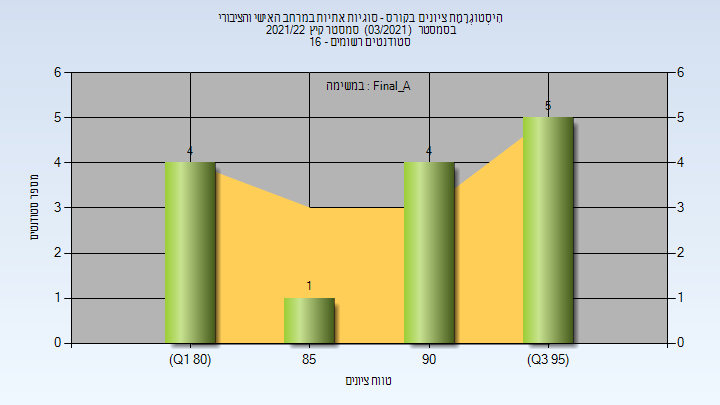 היסטוגרמת ציונים בקורס - סוגיות אתיות במרחב האישי והציבורי
בסמסטר (03/2021) סמסטר קיץ 2021/22
סטודנטים רשומים - 16
במשימה : Final_A
6 6
5 5
5
4 4
4 4
3 3
2 2
1 1
1
0 0
(Q1 80) 85 90 (Q3 95)
מספר סטודנטים
טווח ציונים